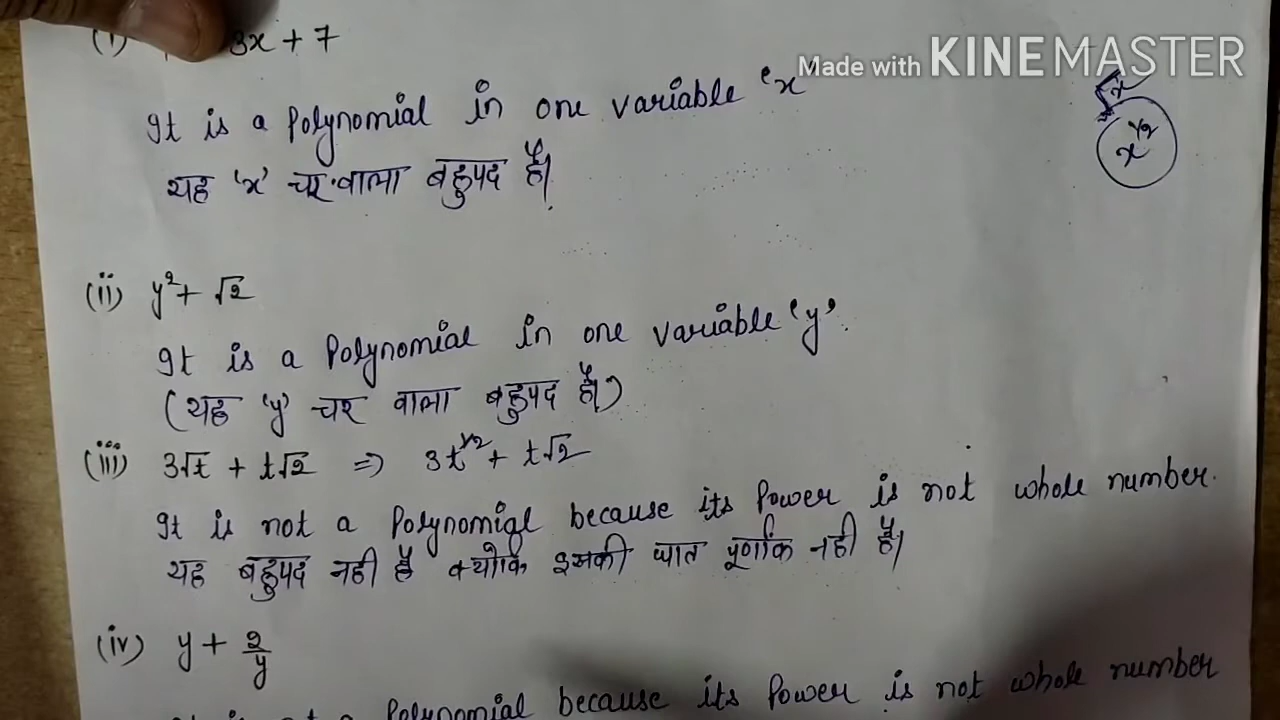 (i) 3x + 7
Made with KINEMASTER
It is a Polynomial in one variable 'x'
√x
x^1/2
यह 'x' चर वाला बहुपद है।
(ii) y² + √2
It is a Polynomial in one variable 'y'.
(यह 'y' चर वाला बहुपद है।)
(iii) 3√t + t√2 ⇒ 3t^1/2 + t√2
It is not a Polynomial because its Power is not whole number.
यह बहुपद नही है क्योकि इसकी घात पूर्णांक नही है।
(iv) y + 2/y
It is not a Polynomial because its Power is not whole number